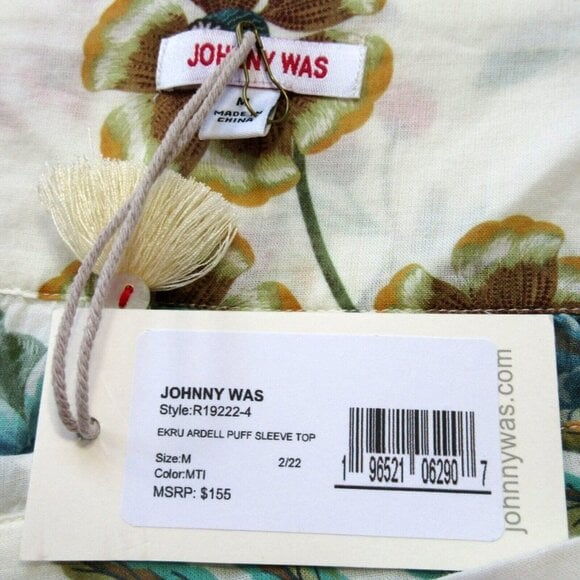 JOHNNY WAS
M
MADE IN
CHINA
JOHNNY WAS
Style:R19222-4
EKRU ARDELL PUFF SLEEVE TOP
Size:M 2/22
Color:MTI
MSRP: $155
1 96521 06290 7
johnnywas.com